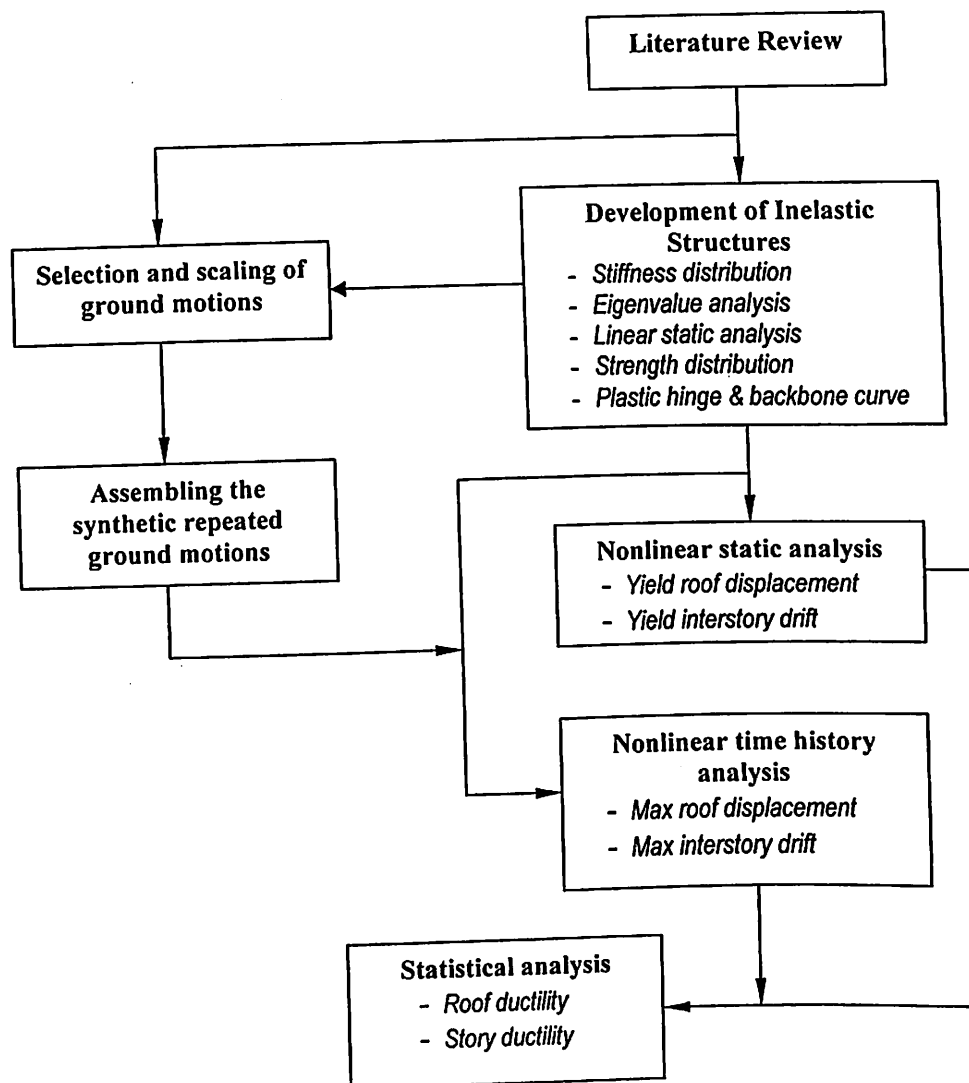 Literature Review
Development of Inelastic
Structures
- Stiffness distribution
- Eigenvalue analysis
- Linear static analysis
- Strength distribution
- Plastic hinge & backbone curve
Selection and scaling of
ground motions
Assembling the
synthetic repeated
ground motions
Nonlinear static analysis
- Yield roof displacement
- Yield interstory drift
Nonlinear time history
analysis
- Max roof displacement
- Max interstory drift
Statistical analysis
- Roof ductility
- Story ductility